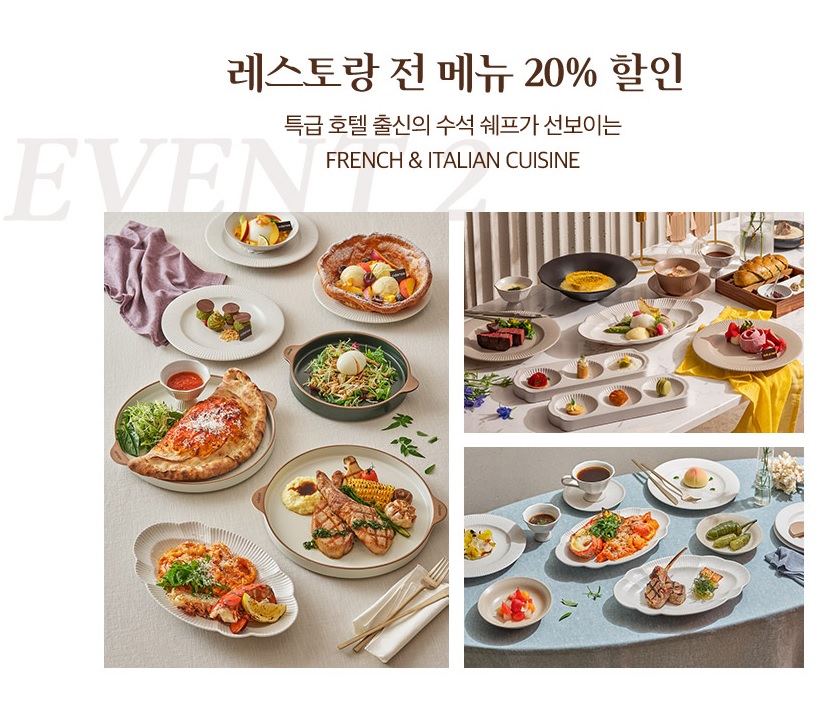 레스토랑 전 메뉴 20% 할인
특급 호텔 출신의 수석 쉐프가 선보이는
FRENCH & ITALIAN CUISINE
EVENT 2